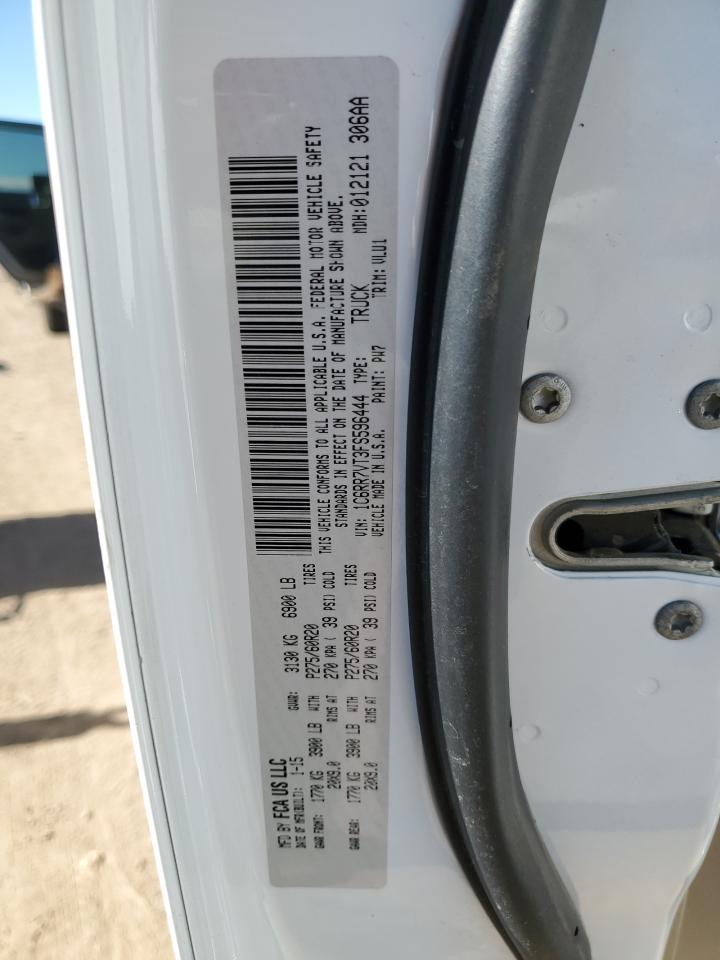 MFD BY FCA US LLC
DATE OF MFR(BUILT): 1-15 GVWR: 3130 KG 6900 LB
GAWR FRONT: 1770 KG 3900 LB WITH P275/60R20 TIRES
20X9.0 RIMS AT 270 KPA ( 39 PSI) COLD
GAWR REAR: 1770 KG 3900 LB WITH P275/60R20 TIRES
20X9.0 RIMS AT 270 KPA ( 39 PSI) COLD
THIS VEHICLE CONFORMS TO ALL APPLICABLE U.S.A. FEDERAL MOTOR VEHICLE SAFETY
STANDARDS IN EFFECT ON THE DATE OF MANUFACTURE SHOWN ABOVE.
VIN: 1C6RR7VT3FS596444 TYPE: TRUCK MDH:012121 306AA
VEHICLE MADE IN U.S.A. PAINT: PW7 TRIM: VLU1